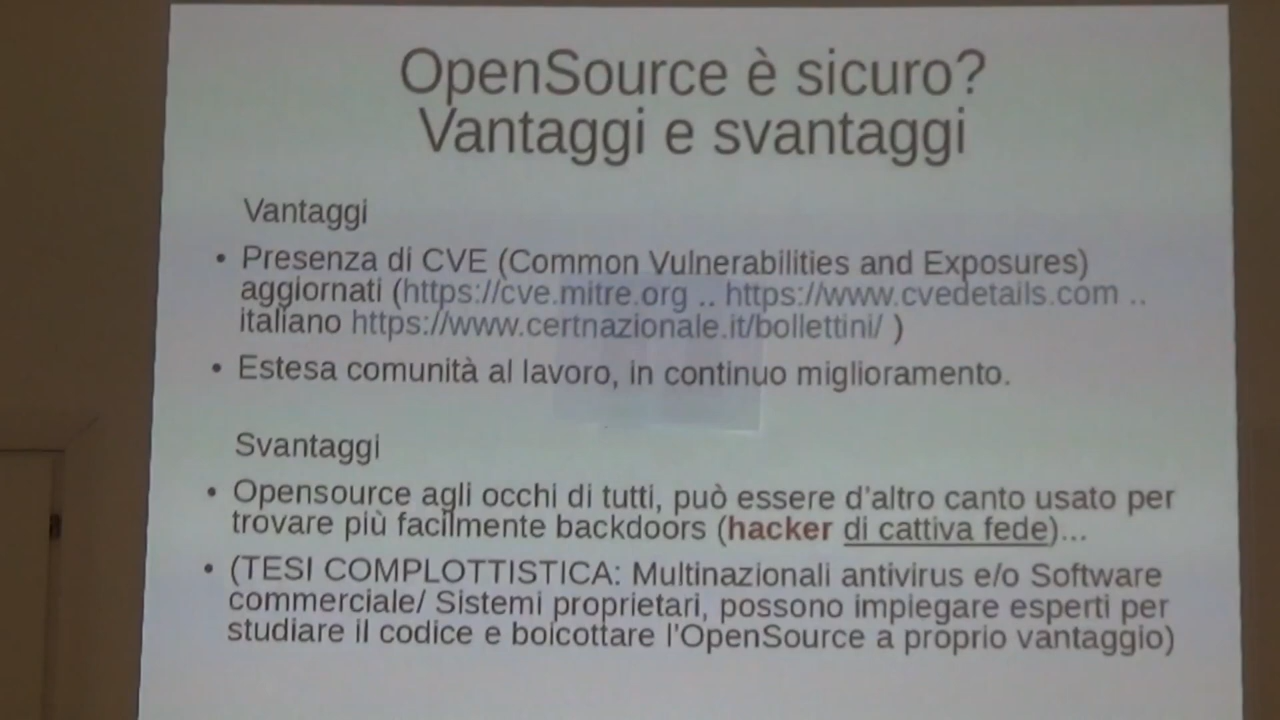 OpenSource è sicuro?
Vantaggi e svantaggi
Vantaggi
• Presenza di CVE (Common Vulnerabilities and Exposures)
aggiornati (https://cve.mitre.org .. https://www.cvedetails.com ..
italiano https://www.certnazionale.it/bollettini/ )
• Estesa comunità al lavoro, in continuo miglioramento.
Svantaggi
• Opensource agli occhi di tutti, può essere d'altro canto usato per
trovare più facilmente backdoors (hacker di cattiva fede)...
• (TESI COMPLOTTISTICA: Multinazionali antivirus e/o Software
commerciale/ Sistemi proprietari, possono impiegare esperti per
studiare il codice e boicottare l'OpenSource a proprio vantaggio)